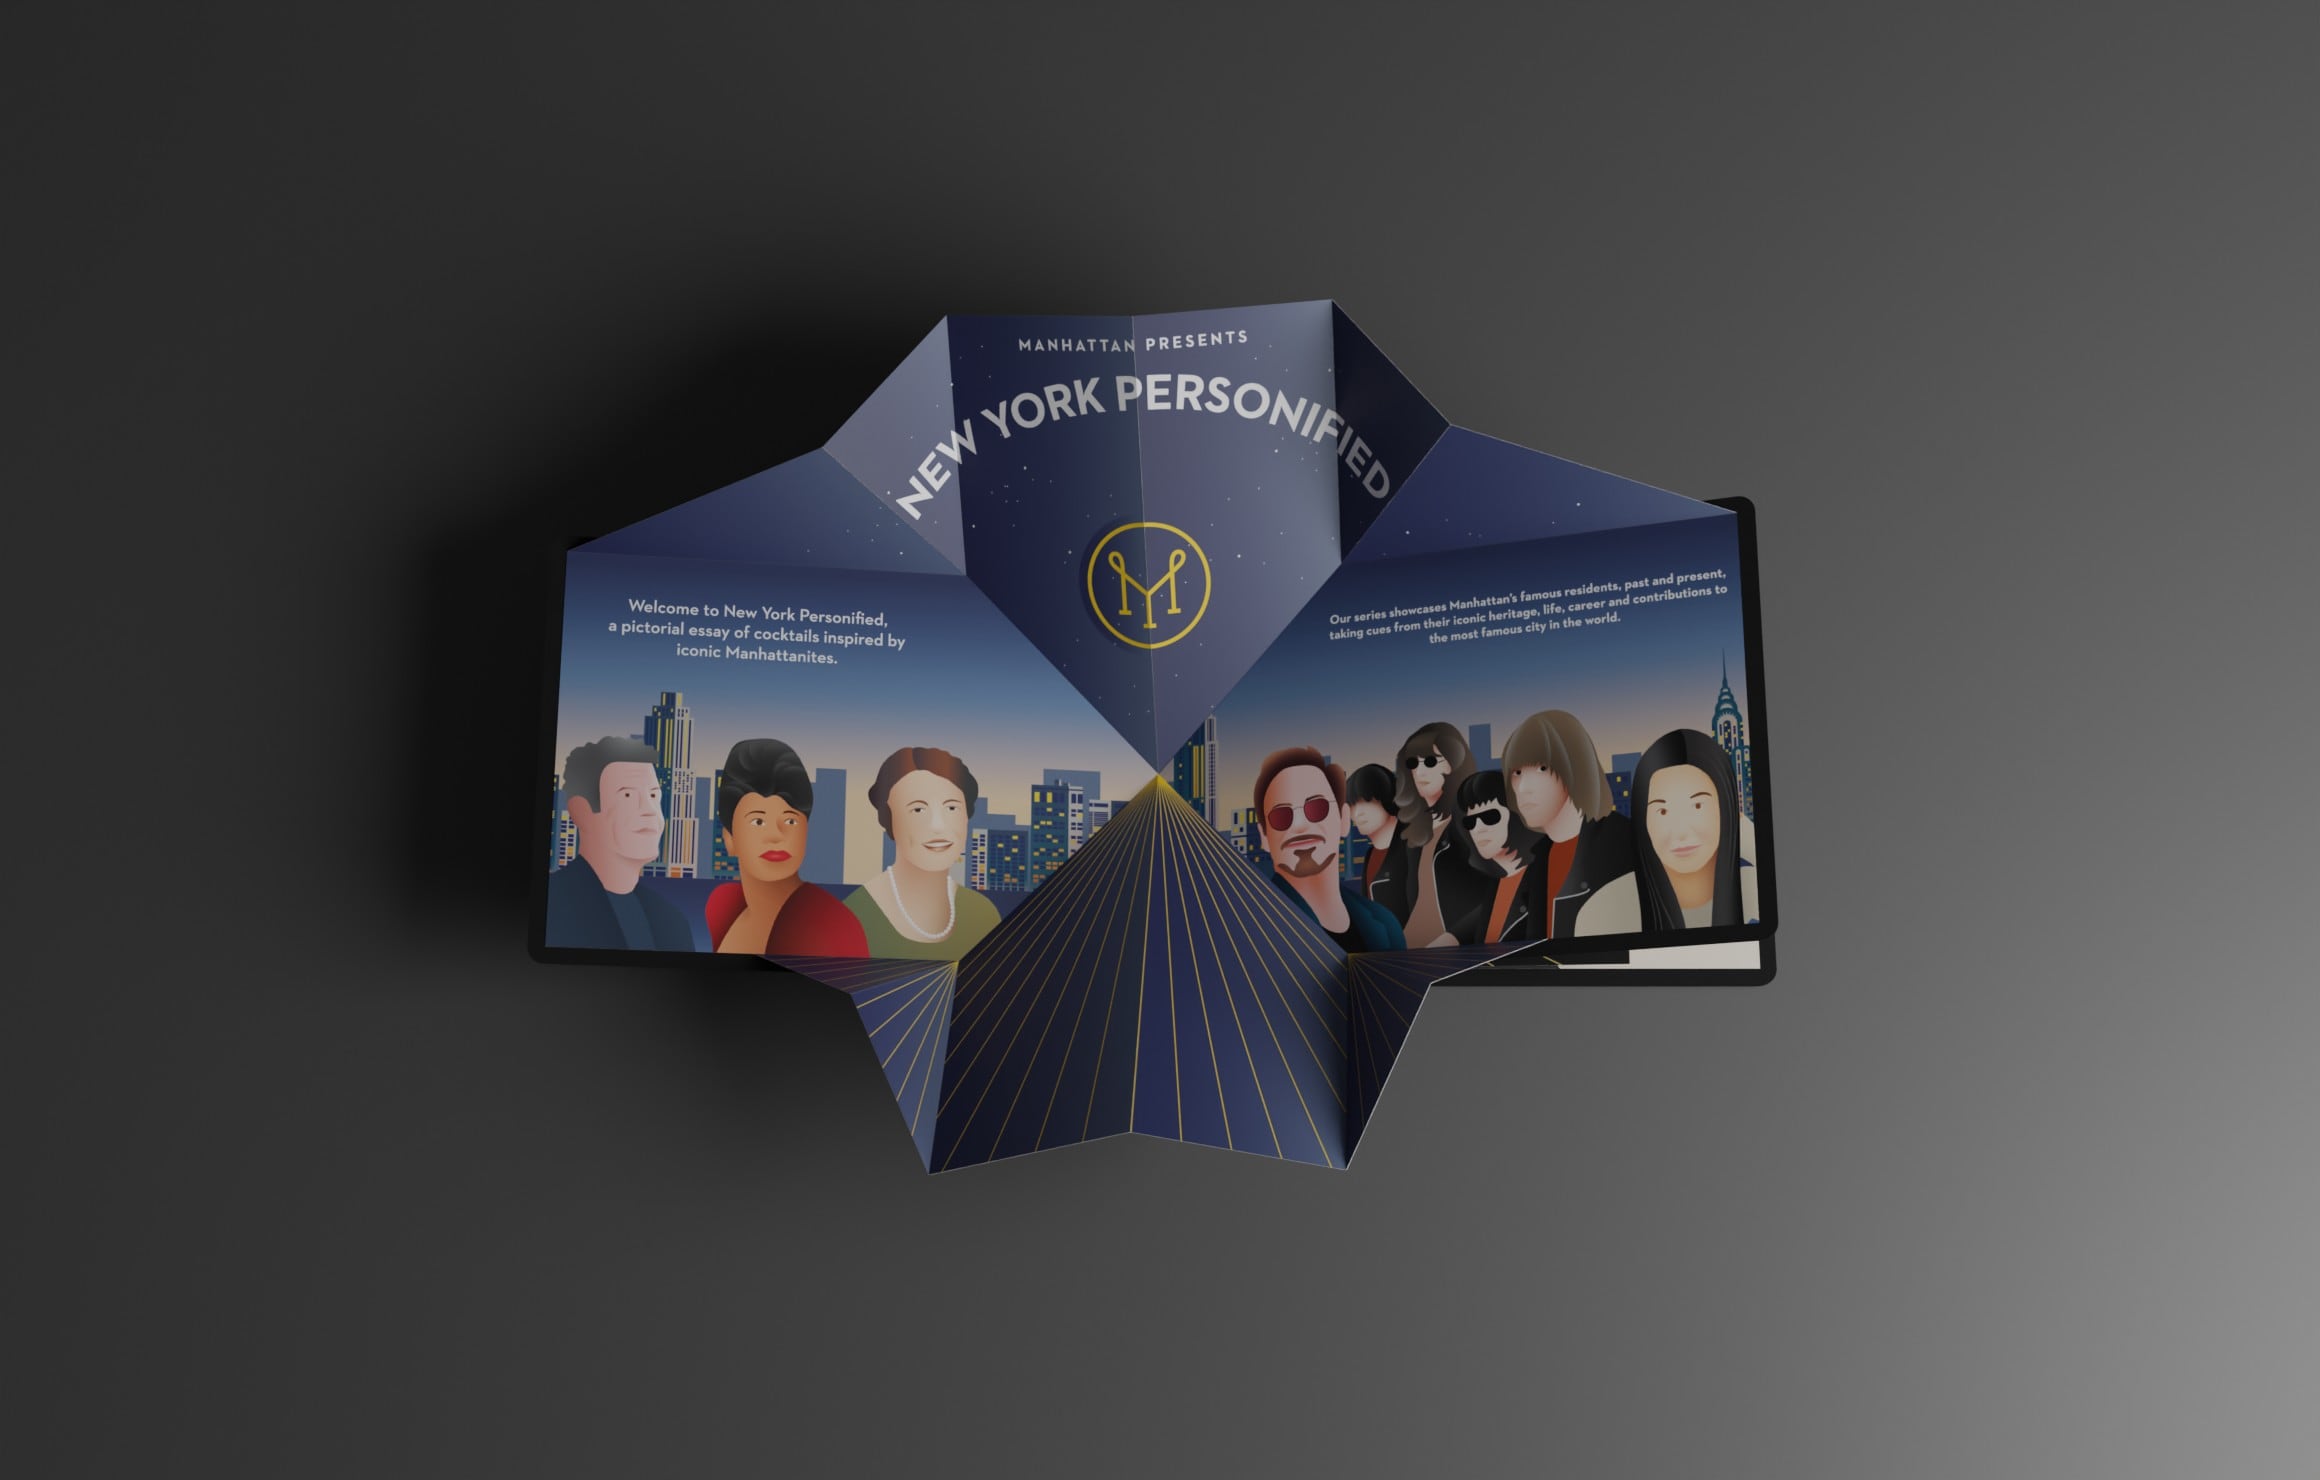 MANHATTAN PRESENTS
NEW YORK PERSONIFIED
Welcome to New York Personified,
a pictorial essay of cocktails inspired by
iconic Manhattanites.
Our series showcases Manhattan's famous residents, past and present,
taking cues from their iconic heritage, life, career and contributions to
the most famous city in the world.